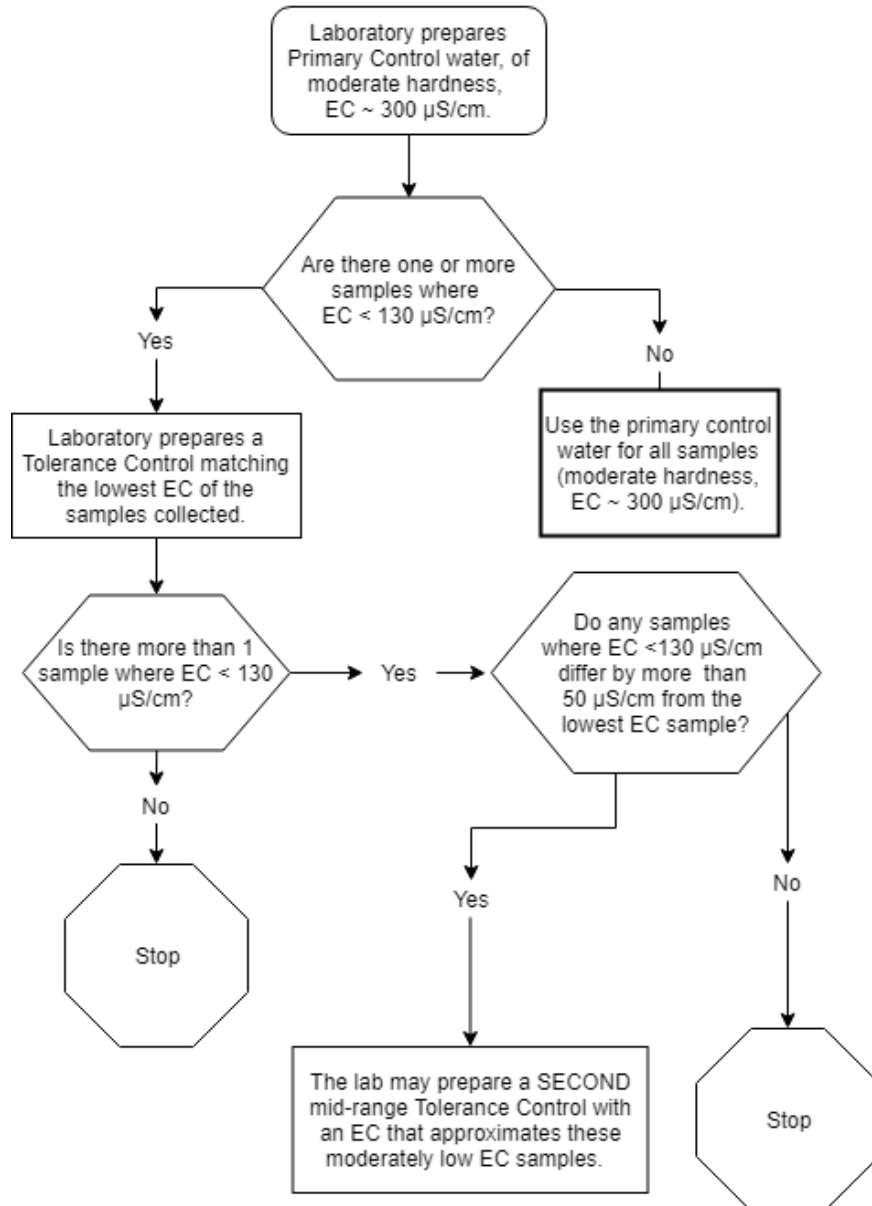 Laboratory prepares
Primary Control water, of
moderate hardness,
EC ~ 300 µS/cm.
Are there one or more
samples where
EC < 130 µS/cm?
Yes
No
Laboratory prepares a
Tolerance Control matching
the lowest EC of the
samples collected.
Use the primary control
water for all samples
(moderate hardness,
EC ~ 300 µS/cm).
Is there more than 1
sample where EC < 130
µS/cm?
Yes
Do any samples
where EC <130 µS/cm
differ by more than
50 µS/cm from the
lowest EC sample?
No
Stop
Yes
No
The lab may prepare a SECOND
mid-range Tolerance Control with
an EC that approximates these
moderately low EC samples.
Stop